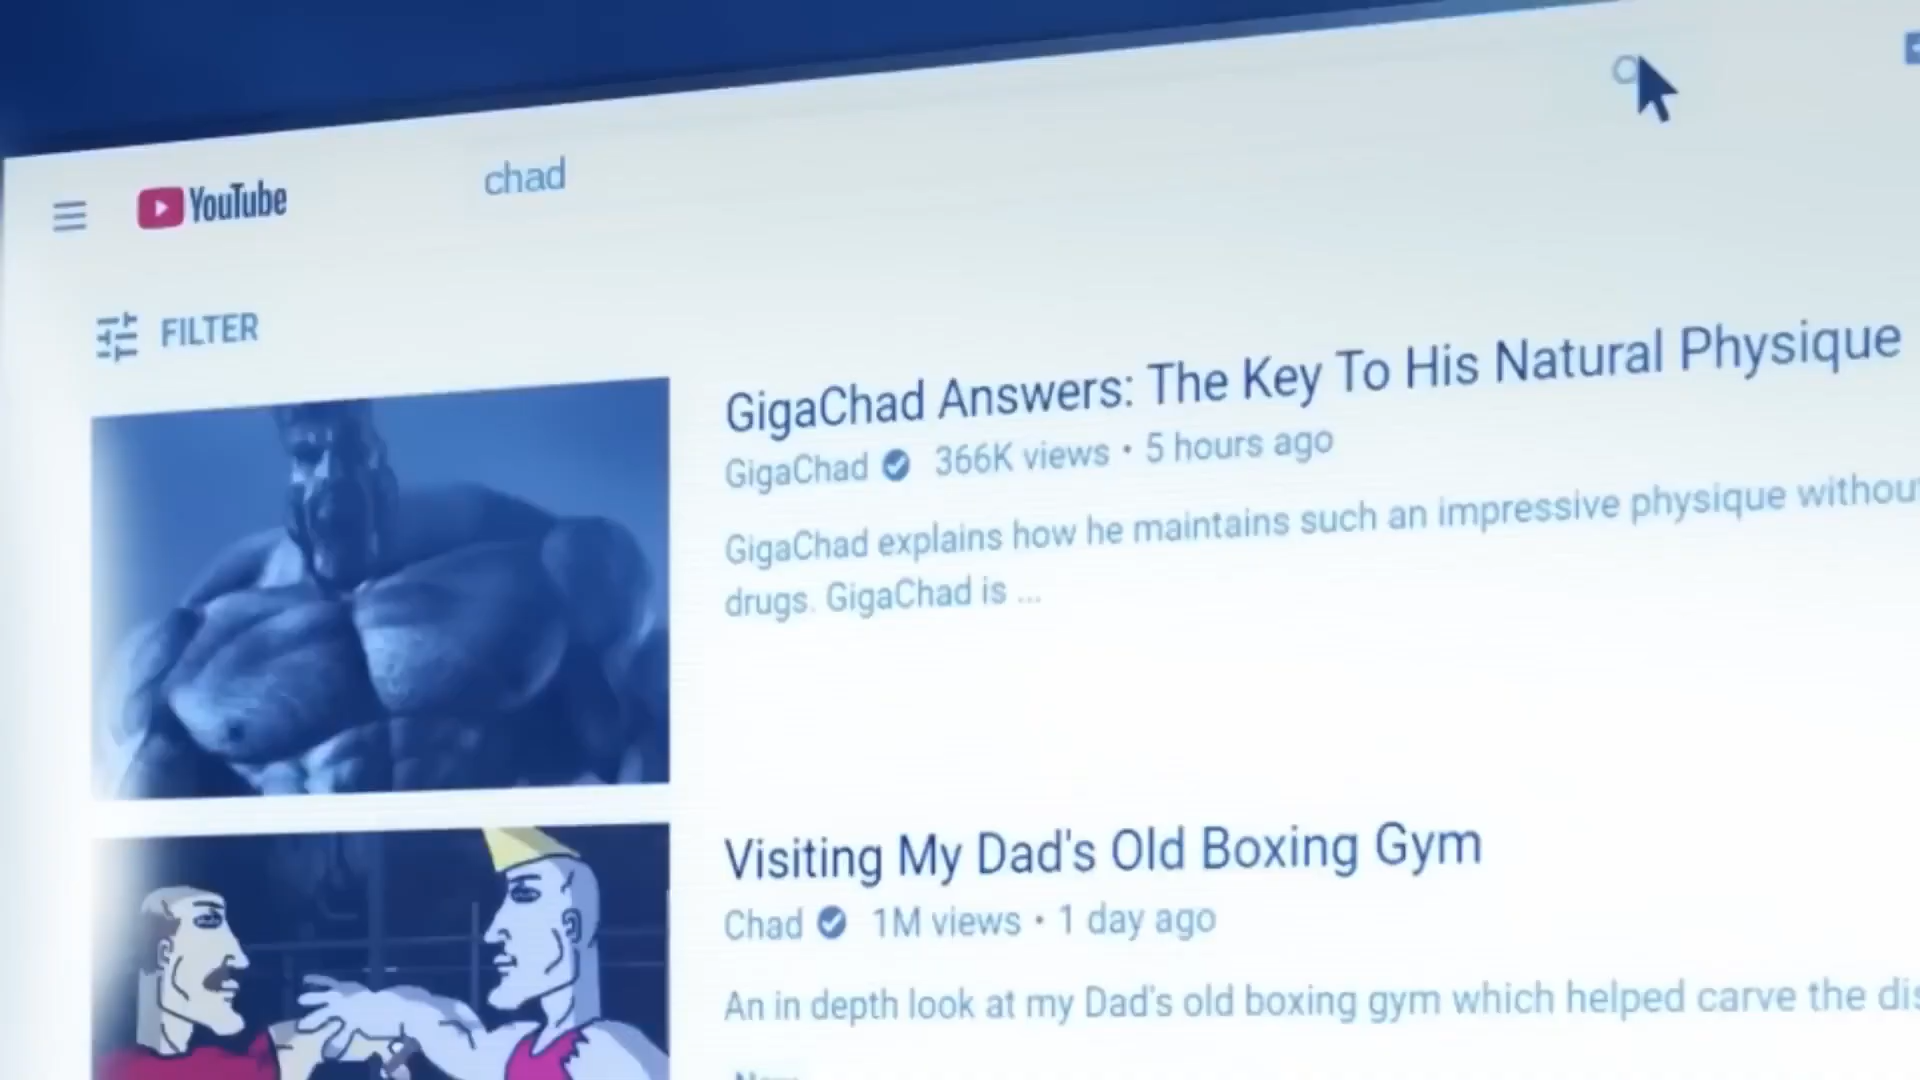 YouTube
chad
FILTER
GigaChad Answers: The Key To His Natural Physique
GigaChad 366K views • 5 hours ago
GigaChad explains how he maintains such an impressive physique
drugs. GigaChad is ...
Visiting My Dad's Old Boxing Gym
Chad 1M views • 1 day ago
An in depth look at my Dad's old boxing gym which helped carve the